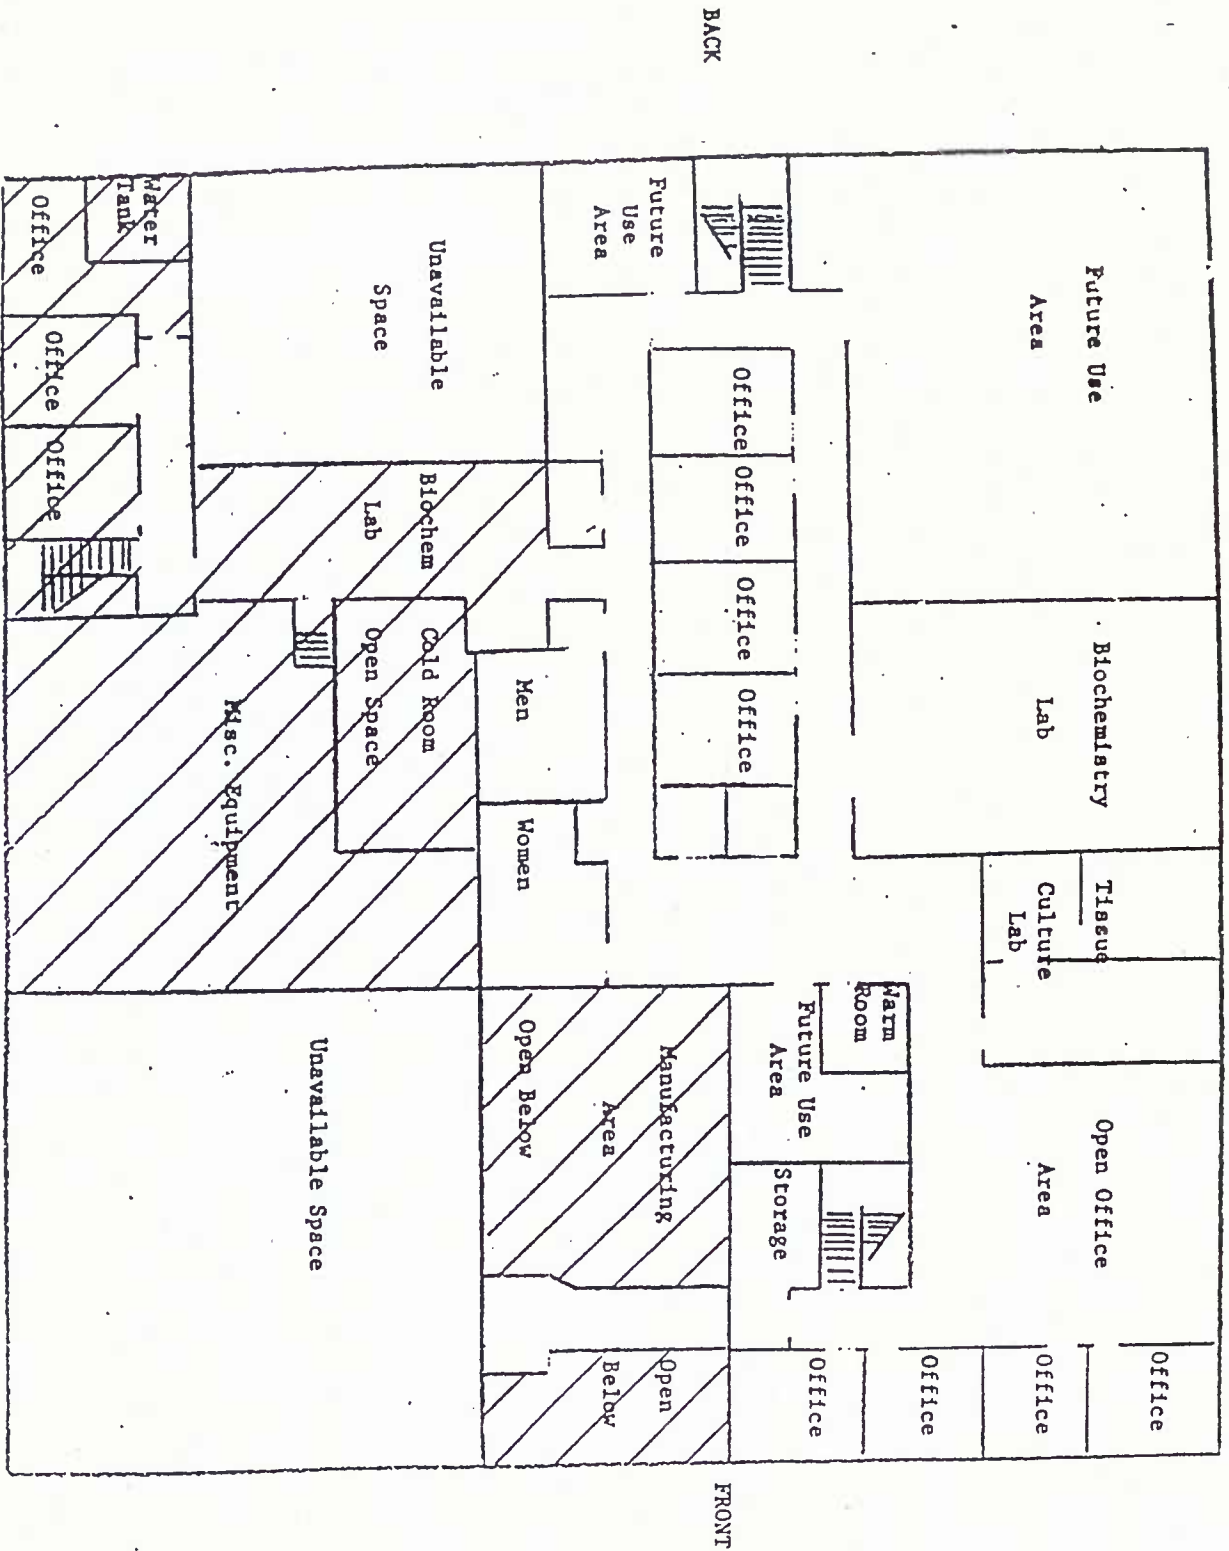 BACK
FRONT
Future Use
Area
Biochemistry
Lab
Tissue
Culture
Lab
Open Office
Area
Office
Office
Office
Office
Warm
Room
Future Use
Area
Storage
Office
Office
Office
Office
Future
Use
Area
Men
Women
Manufacturing
Area
Open Below
Open
Below
Unavailable
Space
Biochem
Lab
Cold Room
Open Space
Misc. Equipment
Unavailable Space
Water
Tank
Office
Office
Office